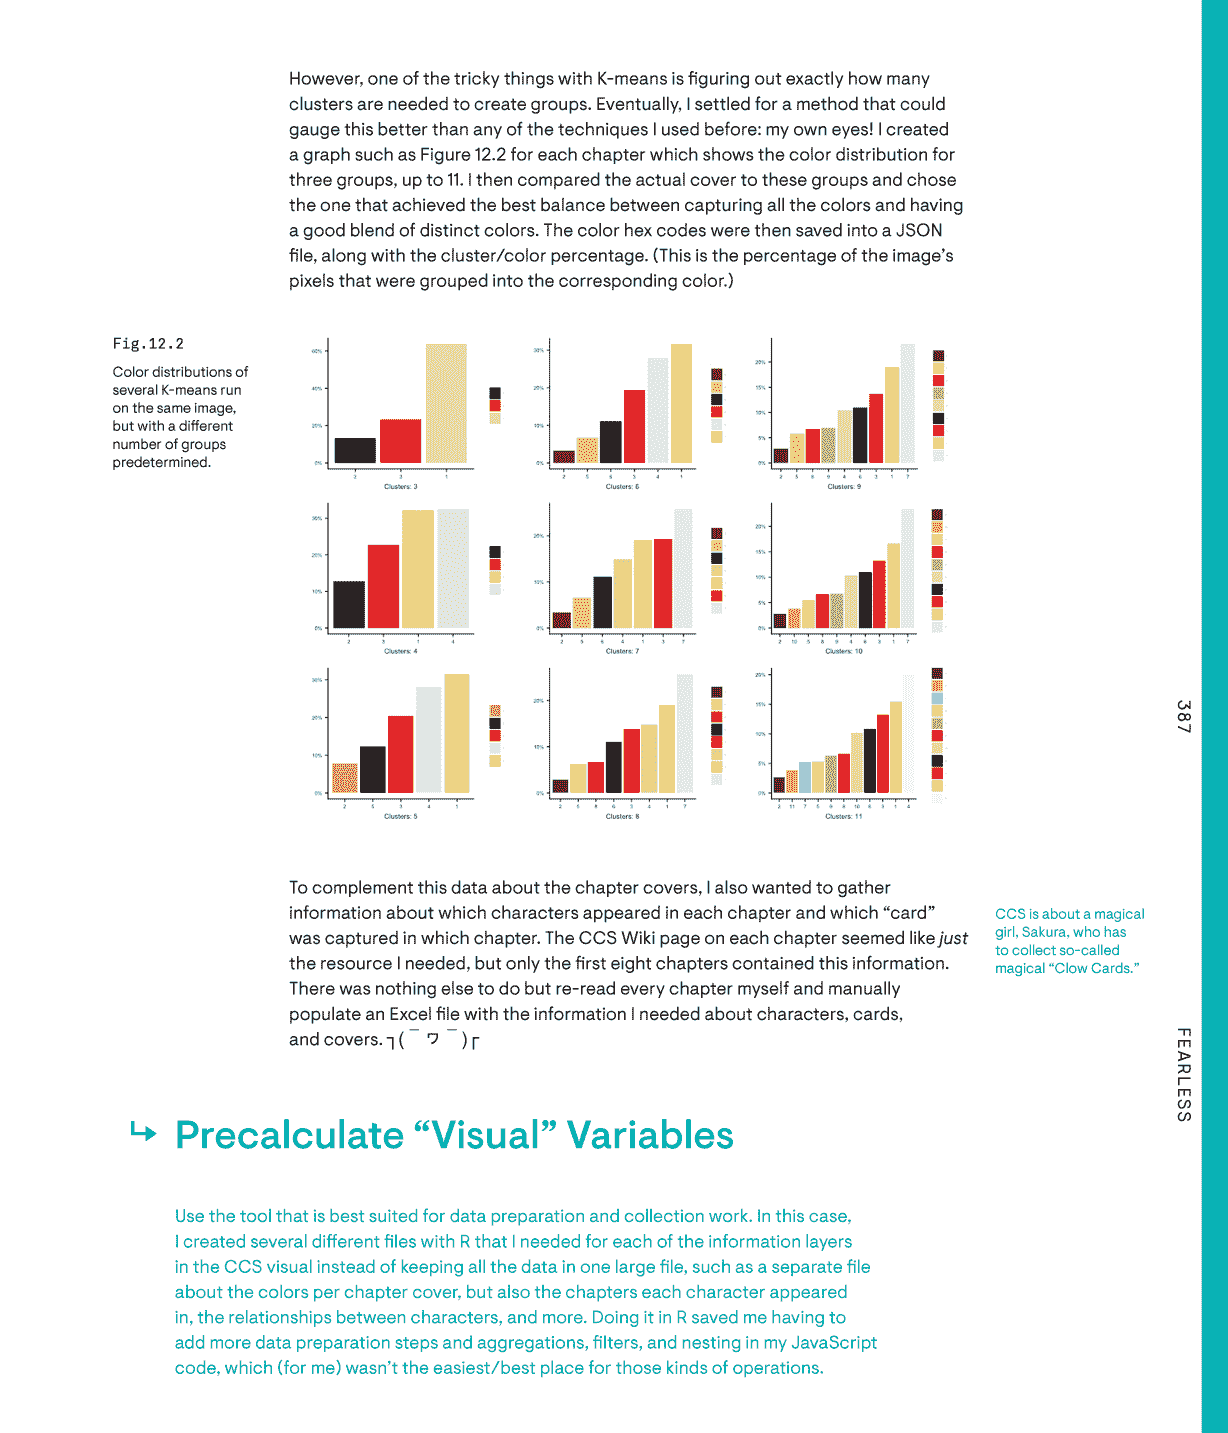 However, one of the tricky things with K-means is figuring out exactly how many
clusters are needed to create groups. Eventually, I settled for a method that could
gauge this better than any of the techniques I used before: my own eyes! I created
a graph such as Figure 12.2 for each chapter which shows the color distribution for
three groups, up to 11. I then compared the actual cover to these groups and chose
the one that achieved the best balance between capturing all the colors and having
a good blend of distinct colors. The color hex codes were then saved into a JSON
file, along with the cluster/color percentage. (This is the percentage of the image's
pixels that were grouped into the corresponding color.)
Fig.12.2
Color distributions of
several K-means run
on the same image,
but with a different
number of groups
predetermined.
Clusters: 3
Clusters: 6
Clusters: 9
Clusters: 4
Clusters: 7
Clusters: 10
Clusters: 5
Clusters: 8
Clusters: 11
To complement this data about the chapter covers, I also wanted to gather
information about which characters appeared in each chapter and which “card”
was captured in which chapter. The CCS Wiki page on each chapter seemed like just
the resource I needed, but only the first eight chapters contained this information.
There was nothing else to do but re-read every chapter myself and manually
populate an Excel file with the information I needed about characters, cards,
and covers. ┐(¯ ヮ ¯)┌
CCS is about a magical
girl, Sakura, who has
to collect so-called
magical “Clow Cards.”
↳ Precalculate “Visual” Variables
Use the tool that is best suited for data preparation and collection work. In this case,
I created several different files with R that I needed for each of the information layers
in the CCS visual instead of keeping all the data in one large file, such as a separate file
about the colors per chapter cover, but also the chapters each character appeared
in, the relationships between characters, and more. Doing it in R saved me having to
add more data preparation steps and aggregations, filters, and nesting in my JavaScript
code, which (for me) wasn't the easiest/best place for those kinds of operations.
387
FEARLESS